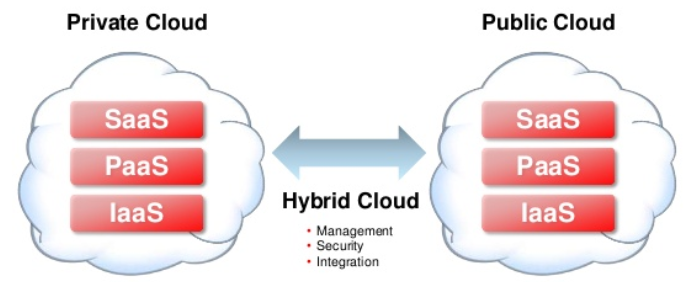 Private Cloud
Public Cloud
SaaS
PaaS
IaaS
Hybrid Cloud
• Management
• Security
• Integration
SaaS
PaaS
IaaS